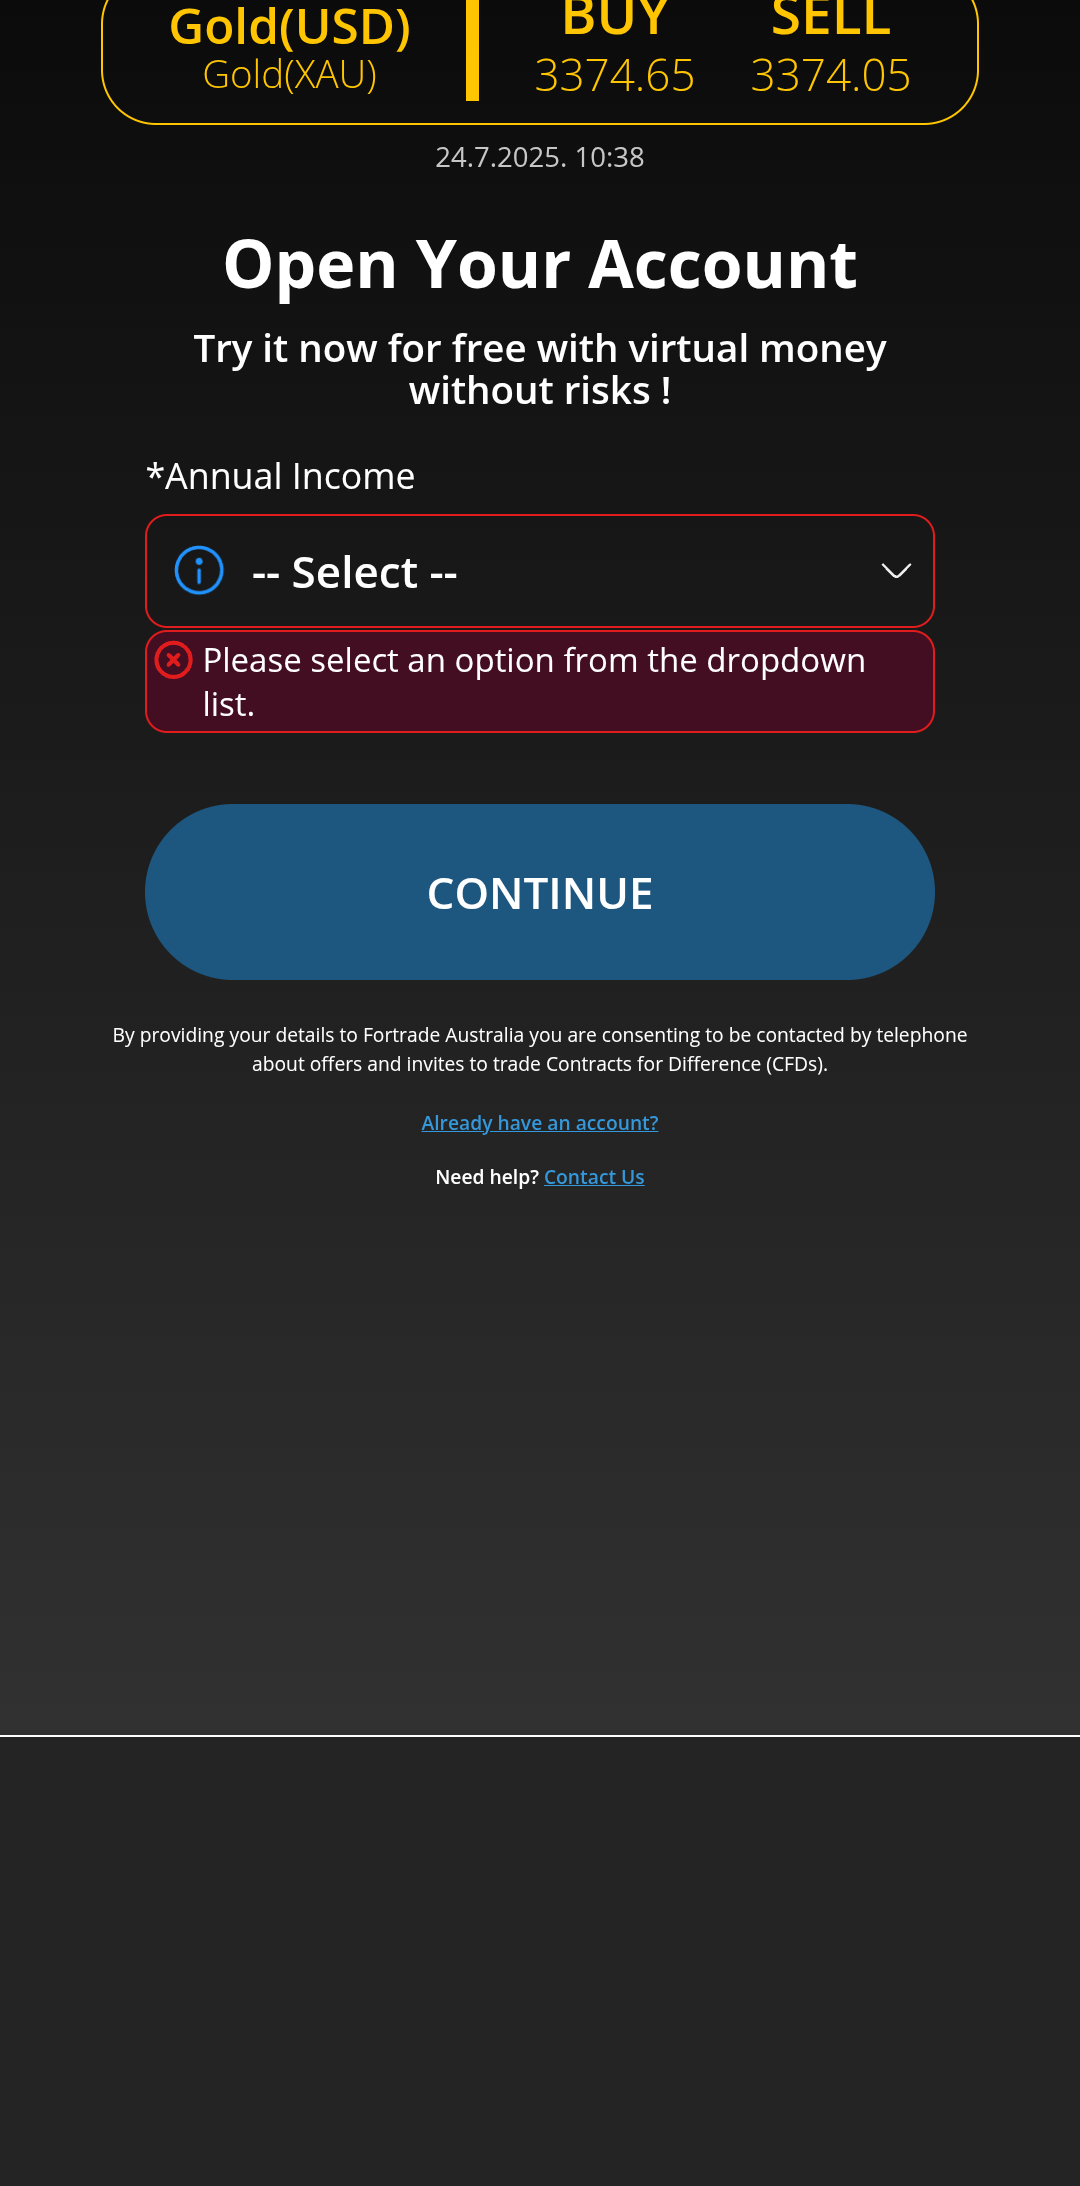 Gold(USD)
Gold(XAU)
BUY
3374.65
SELL
3374.05
24.7.2025. 10:38
Open Your Account
Try it now for free with virtual money
without risks !
*Annual Income
-- Select --
Please select an option from the dropdown
list.
CONTINUE
By providing your details to Fortrade Australia you are consenting to be contacted by telephone
about offers and invites to trade Contracts for Difference (CFDs).
Already have an account?
Need help? Contact Us